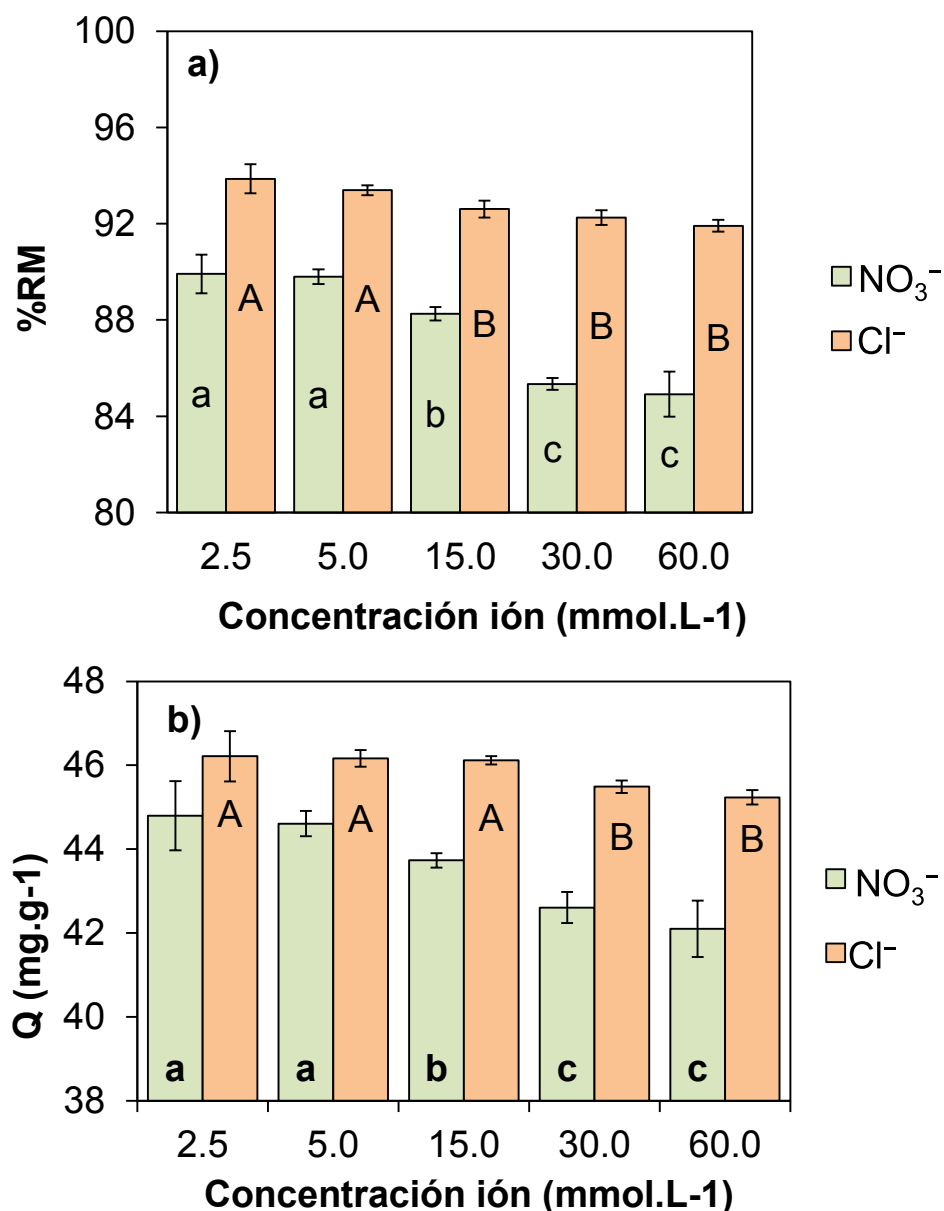 a)
100
96
92
88
84
80
%RM
a
A
a
A
b
B
c
B
c
B
2.5 5.0 15.0 30.0 60.0
Concentración ión (mmol.L-1)
NO₃⁻
Cl⁻
b)
48
46
44
42
40
38
Q (mg.g-1)
a
A
a
A
b
A
c
B
c
B
2.5 5.0 15.0 30.0 60.0
Concentración ión (mmol.L-1)
NO₃⁻
Cl⁻